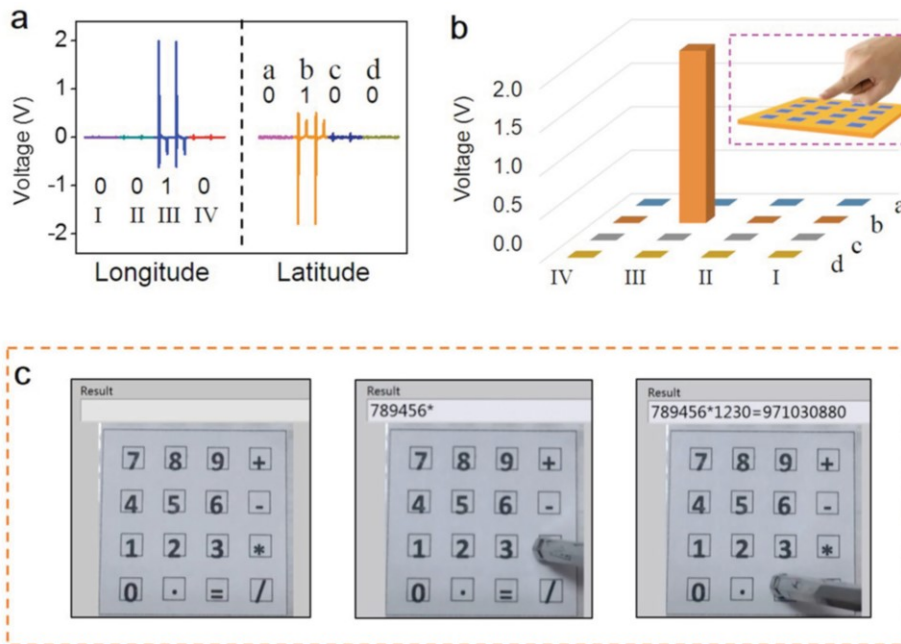 a
2
1
0
-1
-2
Voltage (V)
a b c d
0 1 0 0
0 0 1 0
I II III IV
Longitude Latitude
b
2.0
1.5
1.0
0.5
0.0
Voltage (V)
IV III II I
a
b
c
d
c
Result
7 8 9 +
4 5 6 -
1 2 3 *
0 · = /
Result
789456*
7 8 9 +
4 5 6 -
1 2 3
0 · = /
Result
789456*1230=971030880
7 8 9 +
4 5 6 -
1 2 3 *
0 ·